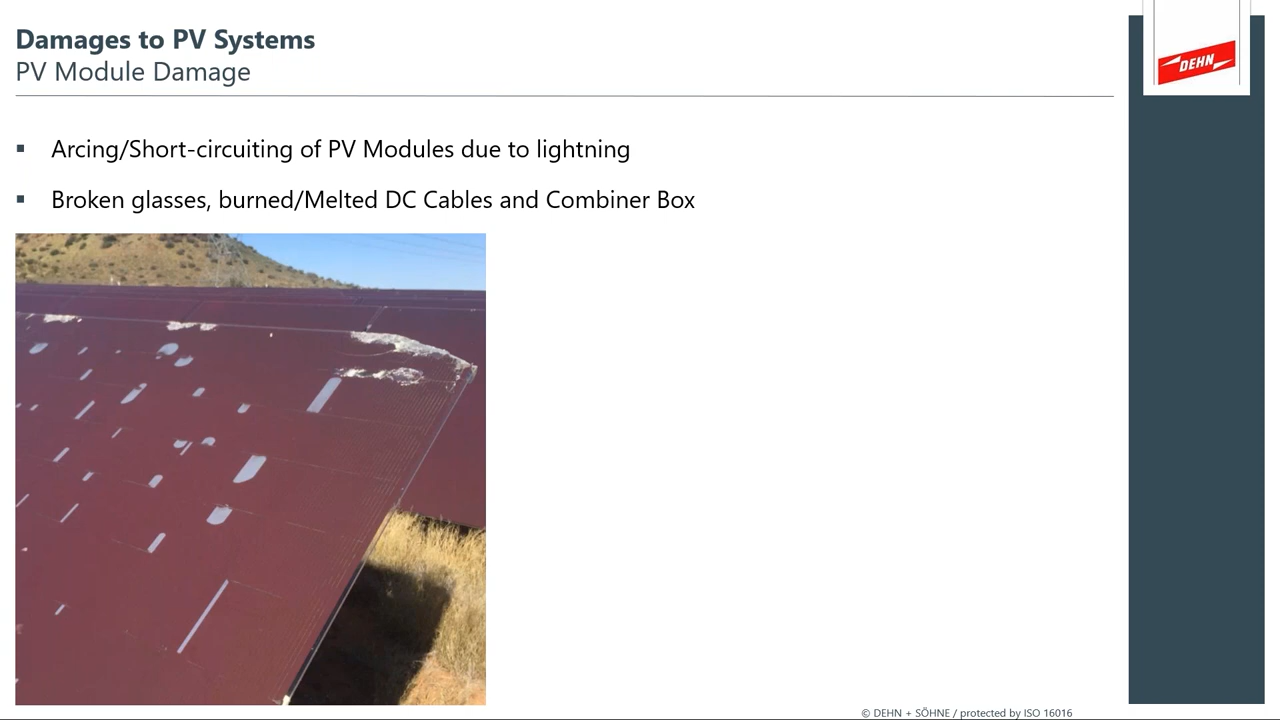 Damages to PV Systems
PV Module Damage
DEHN
▪ Arcing/Short-circuiting of PV Modules due to lightning
▪ Broken glasses, burned/Melted DC Cables and Combiner Box
© DEHN + SÖHNE / protected by ISO 16016